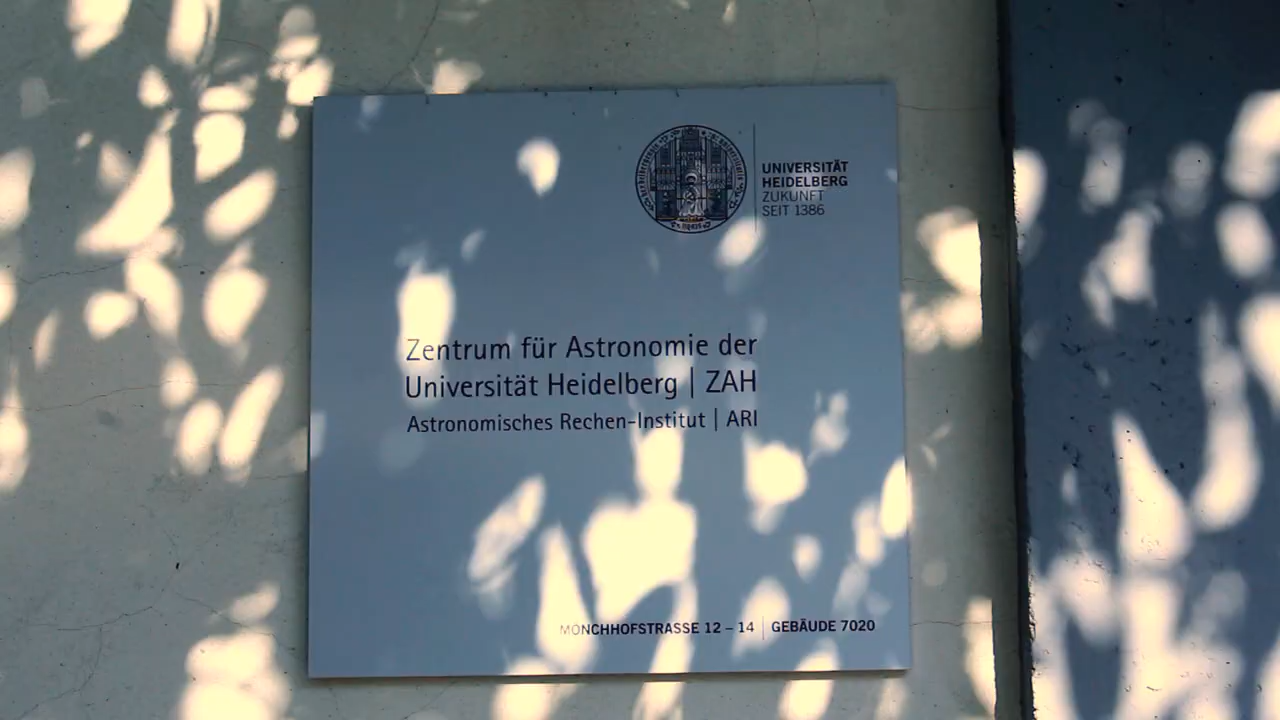 UNIVERSITÄT
HEIDELBERG
ZUKUNFT
SEIT 1386
Zentrum für Astronomie der
Universität Heidelberg | ZAH
Astronomisches Rechen-Institut | ARI
MÖNCHHOFSTRASSE 12 – 14 | GEBÄUDE 7020